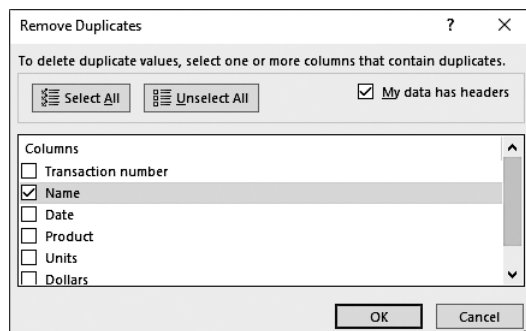 Remove Duplicates ? ×
To delete duplicate values, select one or more columns that contain duplicates.
Select All Unselect All My data has headers
Columns
Transaction number
Name
Date
Product
Units
Dollars
OK Cancel